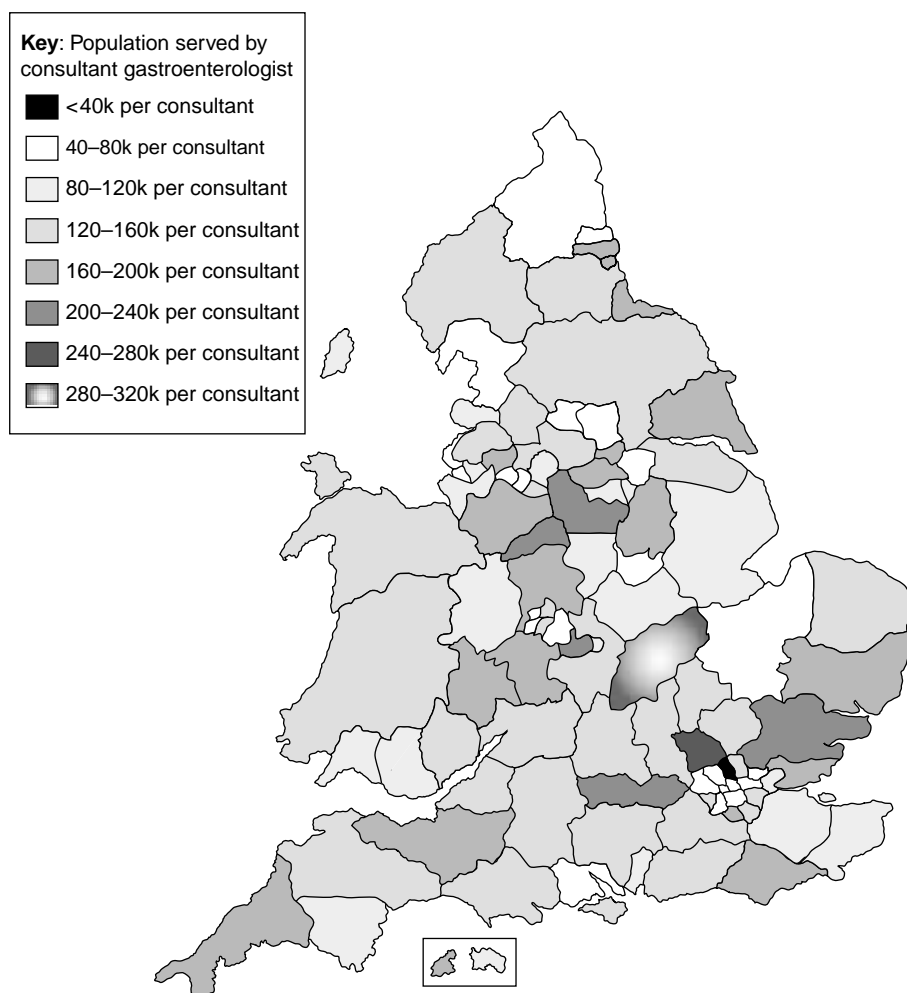 Key: Population served by
consultant gastroenterologist
<40k per consultant
40–80k per consultant
80–120k per consultant
120–160k per consultant
160–200k per consultant
200–240k per consultant
240–280k per consultant
280–320k per consultant